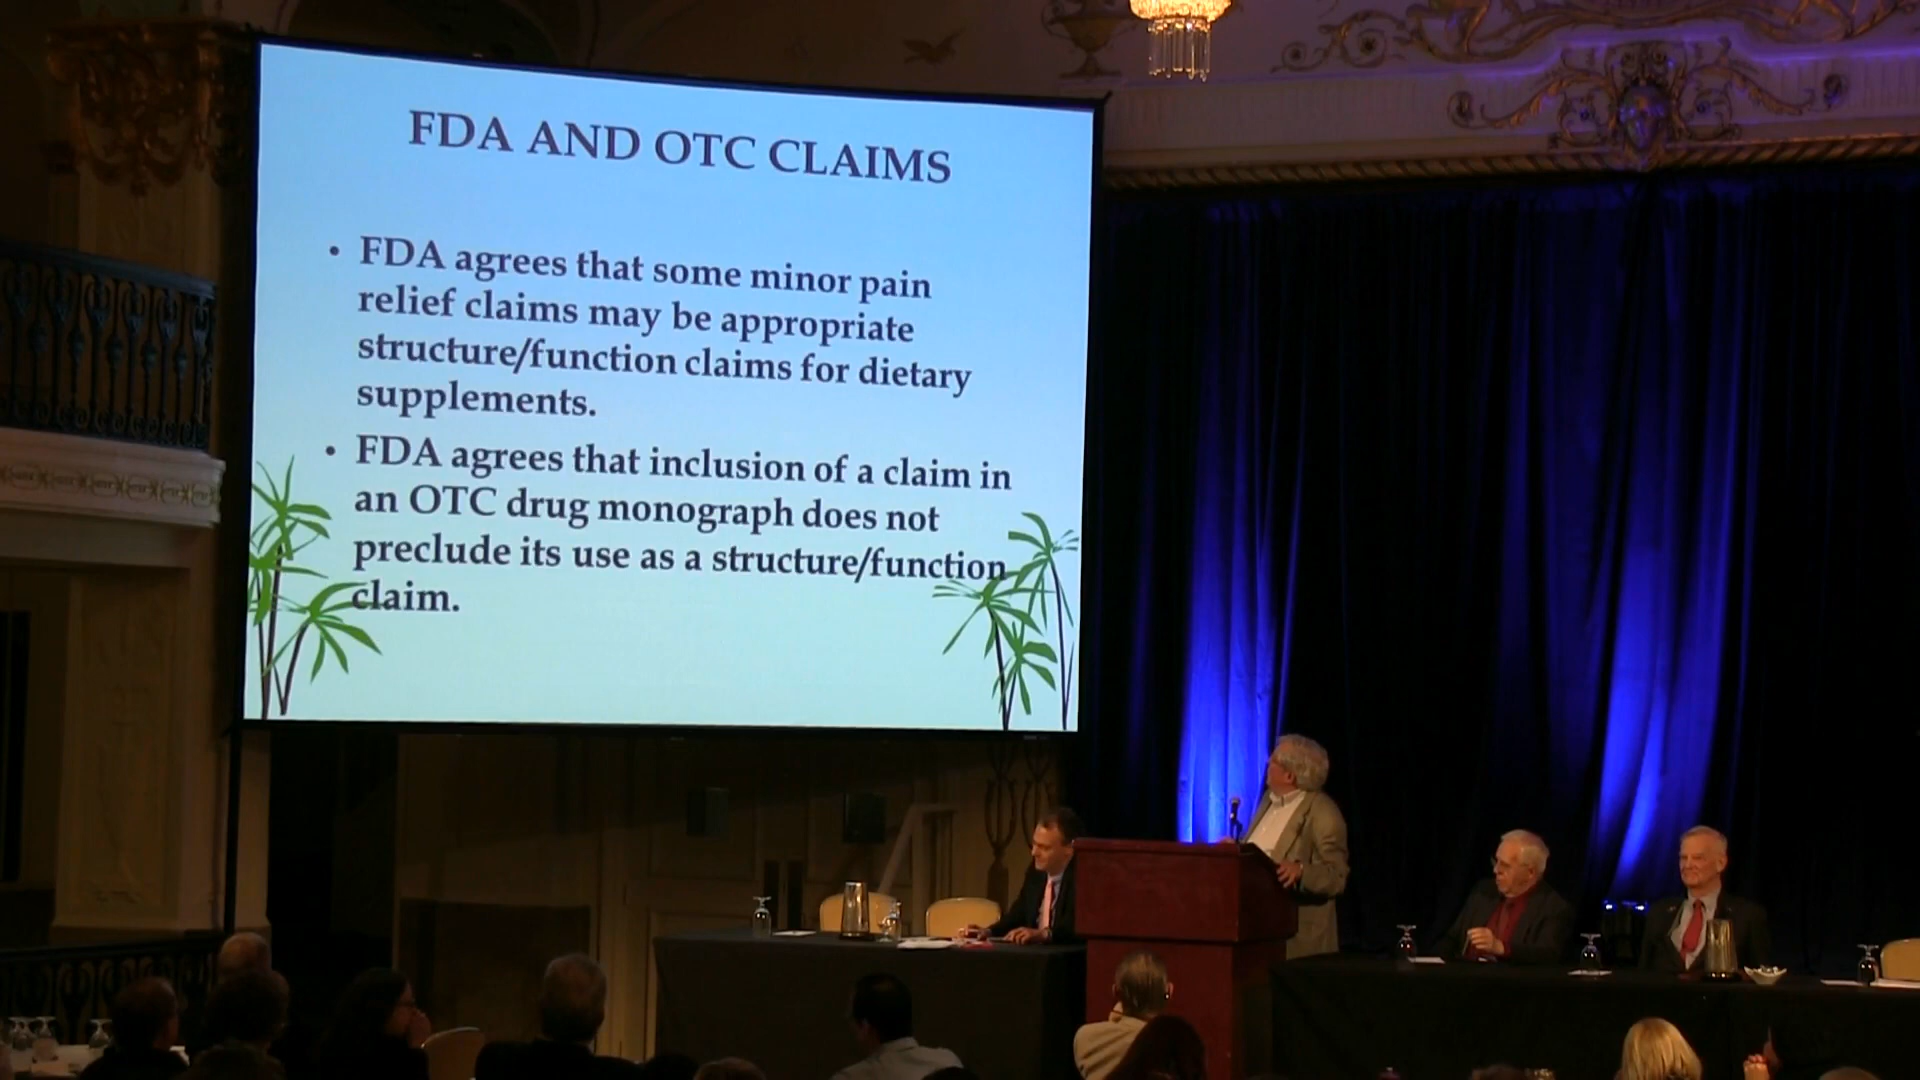 FDA AND OTC CLAIMS
• FDA agrees that some minor pain
relief claims may be appropriate
structure/function claims for dietary
supplements.
• FDA agrees that inclusion of a claim in
an OTC drug monograph does not
preclude its use as a structure/function
claim.